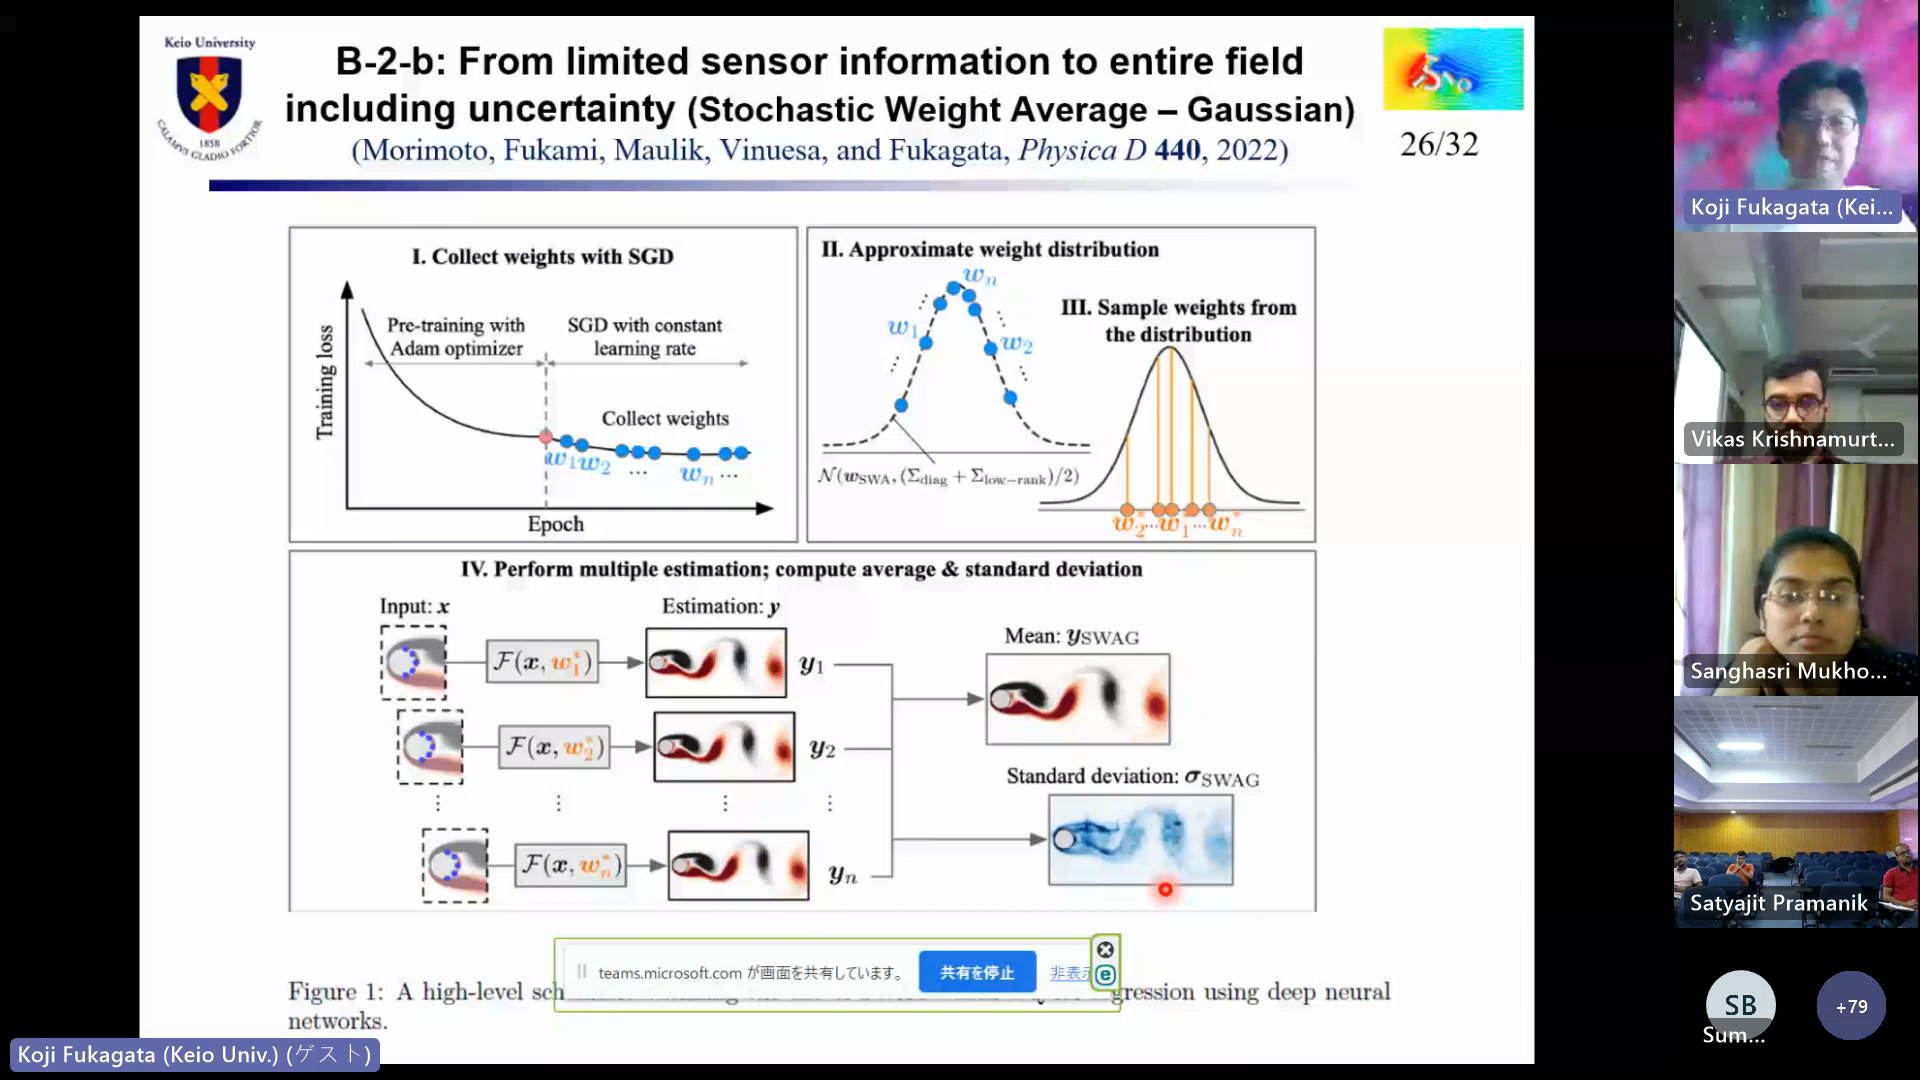 Keio University
CALAMVS GLADIO FORTIOR
1858
B-2-b: From limited sensor information to entire field
including uncertainty (Stochastic Weight Average – Gaussian)
(Morimoto, Fukami, Maulik, Vinuesa, and Fukagata, Physica D 440, 2022)
26/32
I. Collect weights with SGD
Training loss
Pre-training with
Adam optimizer
SGD with constant
learning rate
Collect weights
w1 w2 ... wn ...
Epoch
II. Approximate weight distribution
wn
w1
w2
N(wSWA, (Σdiag + Σlow−rank)/2)
III. Sample weights from
the distribution
w*2 ... w*1 ... w*n
IV. Perform multiple estimation; compute average & standard deviation
Input: x
Estimation: y
F(x, w*1)
y1
F(x, w*2)
y2
F(x, w*n)
yn
Mean: ySWAG
Standard deviation: σSWAG
teams.microsoft.com が画面を共有しています。
共有を停止
非表示
Figure 1: A high-level gression using deep neural
networks.
Koji Fukagata (Keio Univ.) (ゲスト)
Koji Fukagata (Kei...
Vikas Krishnamurt...
Sanghasri Mukho...
Satyajit Pramanik
SB
Sum...
+79